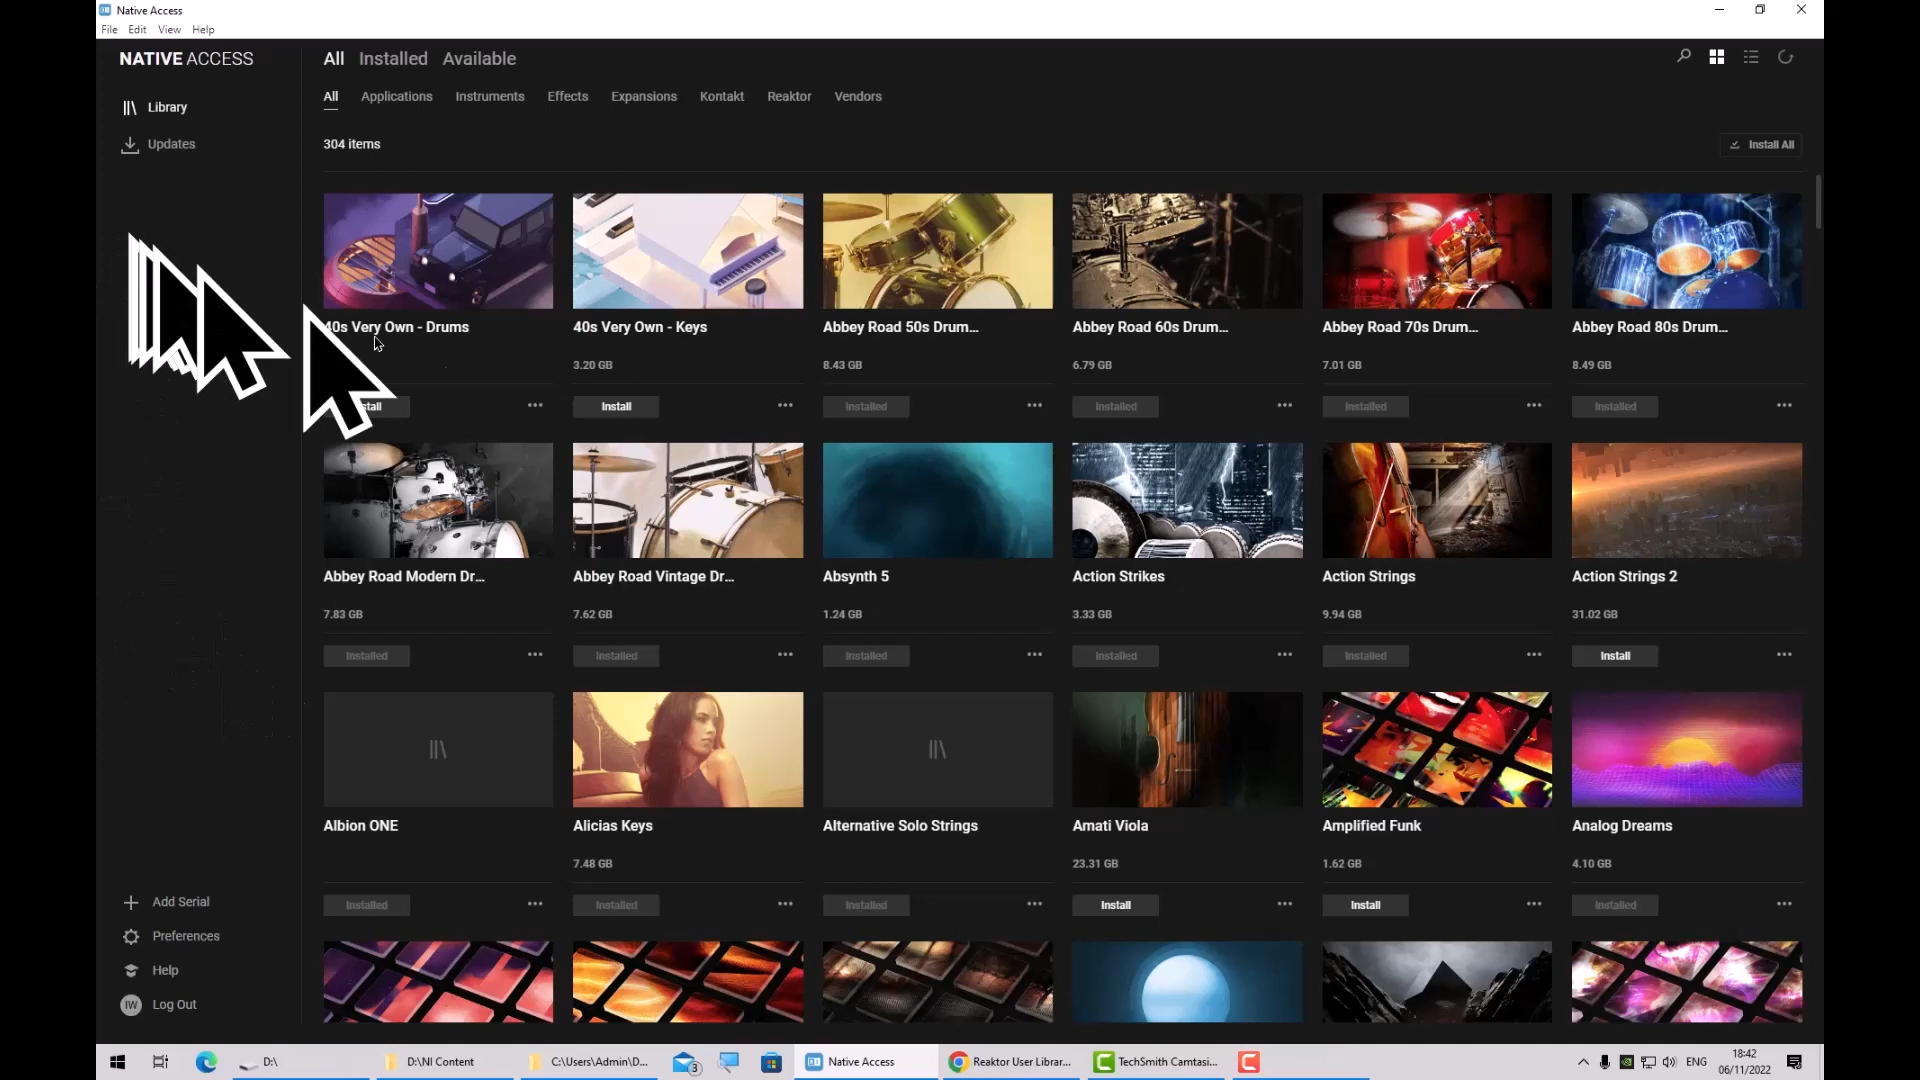 Native Access
File Edit View Help
NATIVE ACCESS
All Installed Available
Library
All Applications Instruments Effects Expansions Kontakt Reaktor Vendors
Updates
304 items
Install All
40s Very Own - Drums
40s Very Own - Keys
Abbey Road 50s Drum...
Abbey Road 60s Drum...
Abbey Road 70s Drum...
Abbey Road 80s Drum...
3.20 GB
8.43 GB
6.79 GB
7.01 GB
8.49 GB
Install
Installed
Installed
Installed
Installed
Abbey Road Modern Dr...
Abbey Road Vintage Dr...
Absynth 5
Action Strikes
Action Strings
Action Strings 2
7.83 GB
7.62 GB
1.24 GB
3.33 GB
9.94 GB
31.02 GB
Installed
Installed
Installed
Installed
Installed
Install
Albion ONE
Alicias Keys
Alternative Solo Strings
Amati Viola
Amplified Funk
Analog Dreams
7.48 GB
23.31 GB
1.62 GB
4.10 GB
Installed
Installed
Installed
Install
Install
Installed
Add Serial
Preferences
Help
IW Log Out
D:\
D:\NI Content
C:\Users\Admin\D...
3
Native Access
Reaktor User Librar...
TechSmith Camtasi...
ENG
18:42
06/11/2022